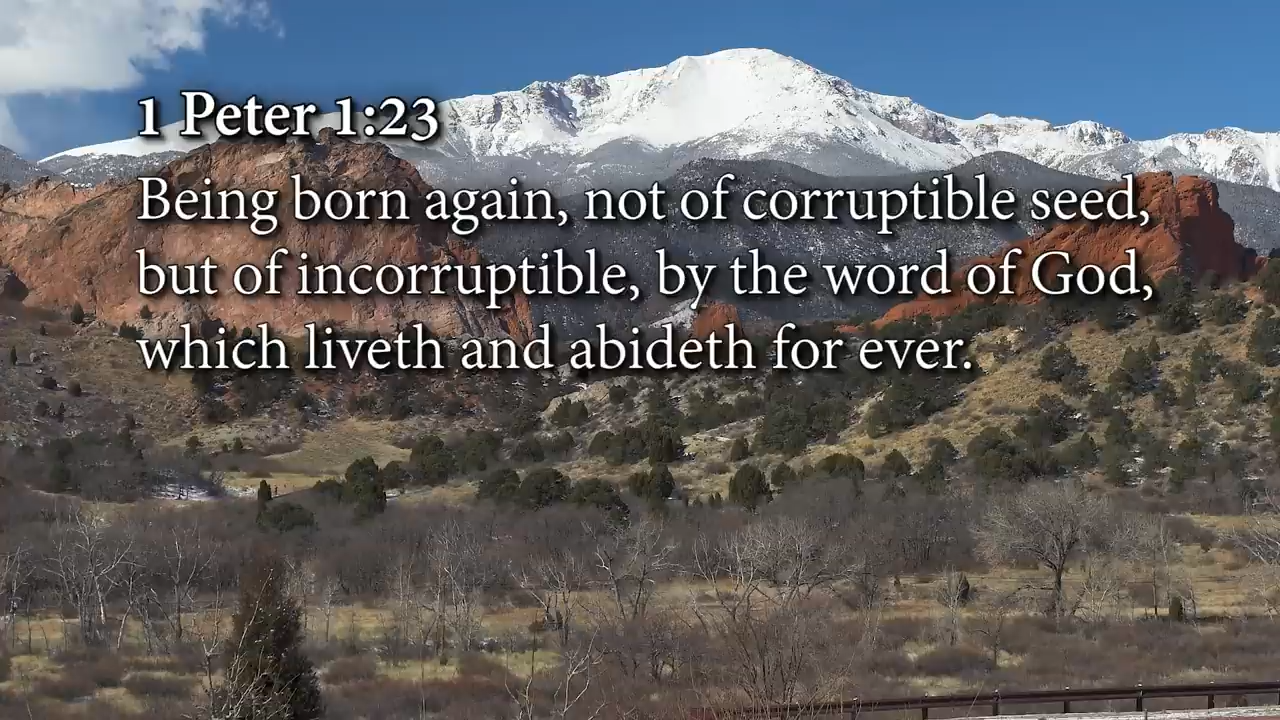 1 Peter 1:23
Being born again, not of corruptible seed,
but of incorruptible, by the word of God,
which liveth and abideth for ever.